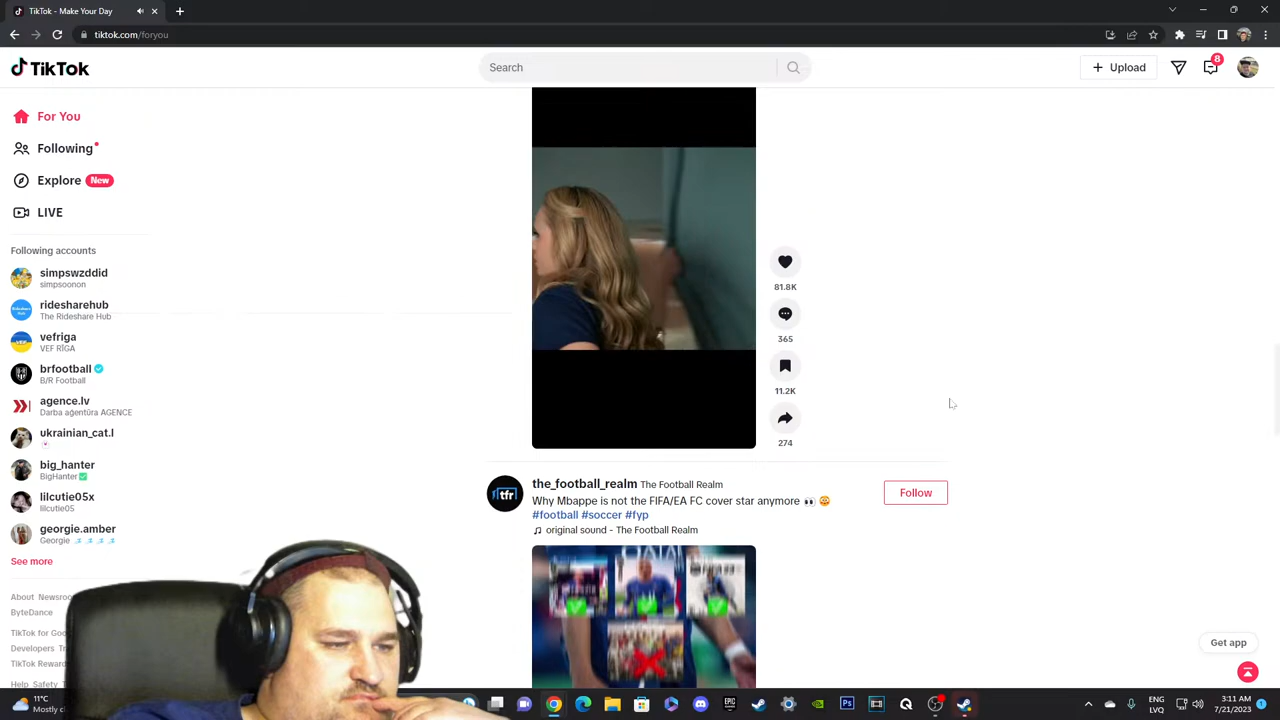 TikTok - Make Your Day
tiktok.com/foryou
TikTok
Search
Upload
8
For You
Following
Explore New
LIVE
Following accounts
simpswzddid
simpsoonon
ridesharehub
The Rideshare Hub
vefriga
VEF RĪGA
brfootball
B/R Football
agence.lv
Darba aģentūra AGENCE
ukrainian_cat.l
big_hanter
BigHanter
lilcutie05x
lilcutie05
georgie.amber
Georgie
See more
About
ByteDance
TikTok for
Developers
TikTok
Help Safety
81.8K
365
11.2K
274
the_football_realm The Football Realm
Follow
Why Mbappe is not the FIFA/EA FC cover star anymore
#football #soccer #fyp
original sound - The Football Realm
tfr
Get app
11°C
Mostly
ENG
LVQ
3:11 AM
7/21/2023